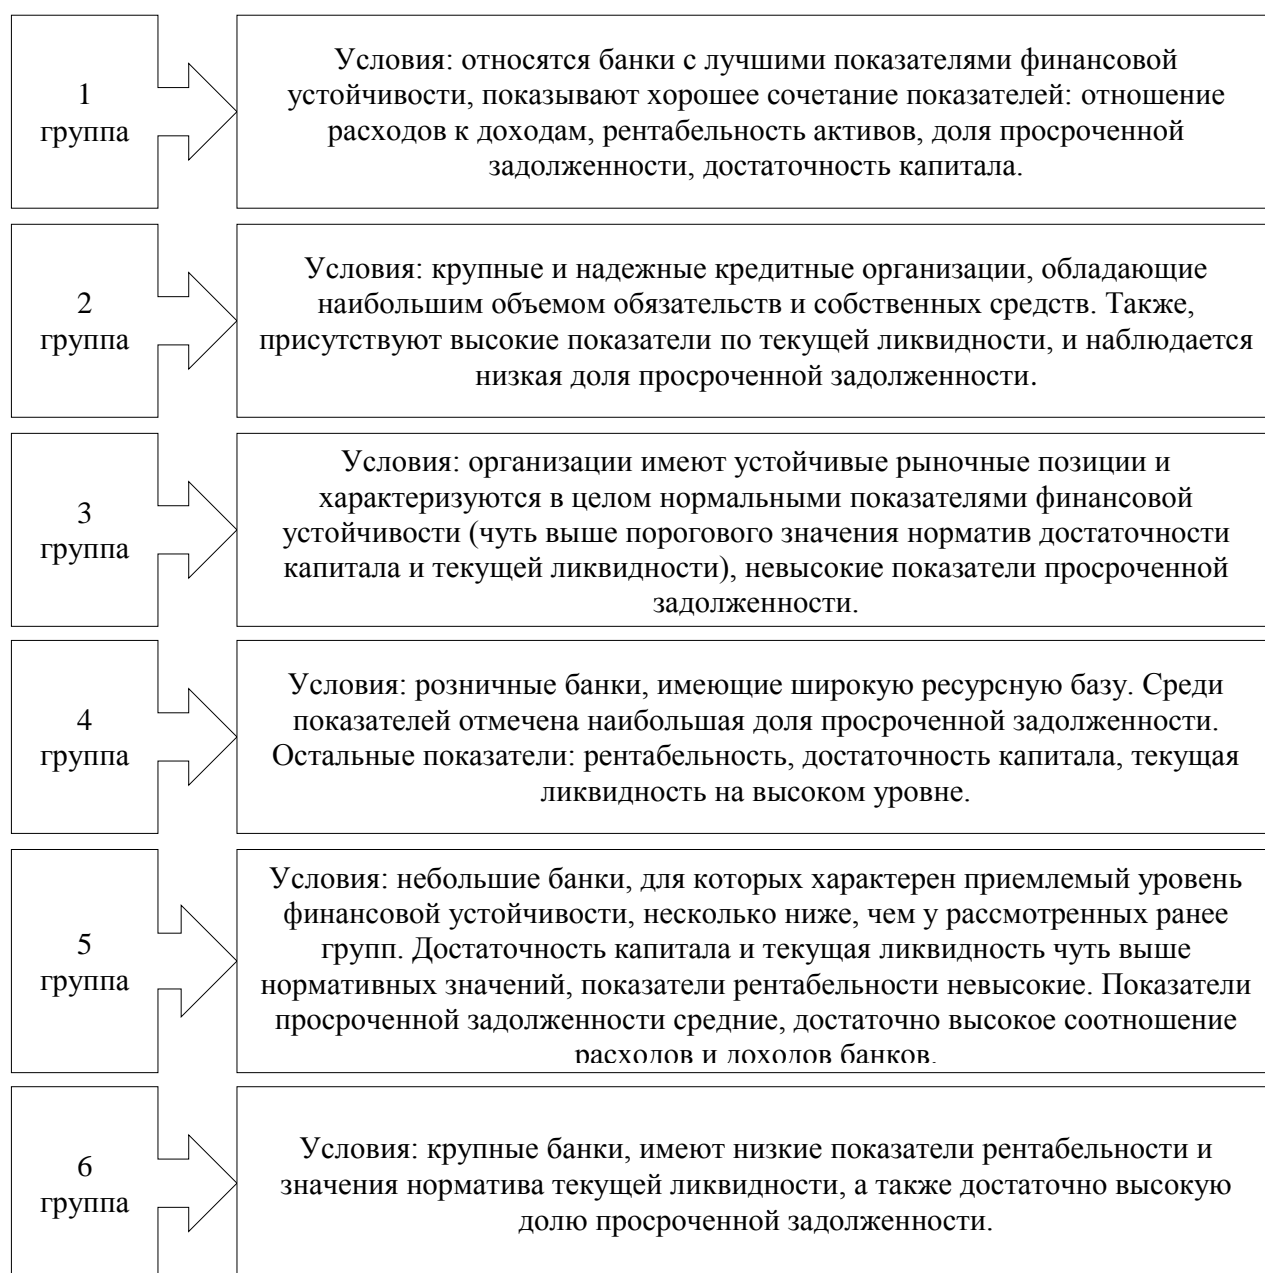 1
группа
Условия: относятся банки с лучшими показателями финансовой
устойчивости, показывают хорошее сочетание показателей: отношение
расходов к доходам, рентабельность активов, доля просроченной
задолженности, достаточность капитала.
2
группа
Условия: крупные и надежные кредитные организации, обладающие
наибольшим объемом обязательств и собственных средств. Также,
присутствуют высокие показатели по текущей ликвидности, и наблюдается
низкая доля просроченной задолженности.
3
группа
Условия: организации имеют устойчивые рыночные позиции и
характеризуются в целом нормальными показателями финансовой
устойчивости (чуть выше порогового значения норматив достаточности
капитала и текущей ликвидности), невысокие показатели просроченной
задолженности.
4
группа
Условия: розничные банки, имеющие широкую ресурсную базу. Среди
показателей отмечена наибольшая доля просроченной задолженности.
Остальные показатели: рентабельность, достаточность капитала, текущая
ликвидность на высоком уровне.
5
группа
Условия: небольшие банки, для которых характерен приемлемый уровень
финансовой устойчивости, несколько ниже, чем у рассмотренных ранее
групп. Достаточность капитала и текущая ликвидность чуть выше
нормативных значений, показатели рентабельности невысокие. Показатели
просроченной задолженности средние, достаточно высокое соотношение
расходов и доходов банков.
6
группа
Условия: крупные банки, имеют низкие показатели рентабельности и
значения норматива текущей ликвидности, а также достаточно высокую
долю просроченной задолженности.